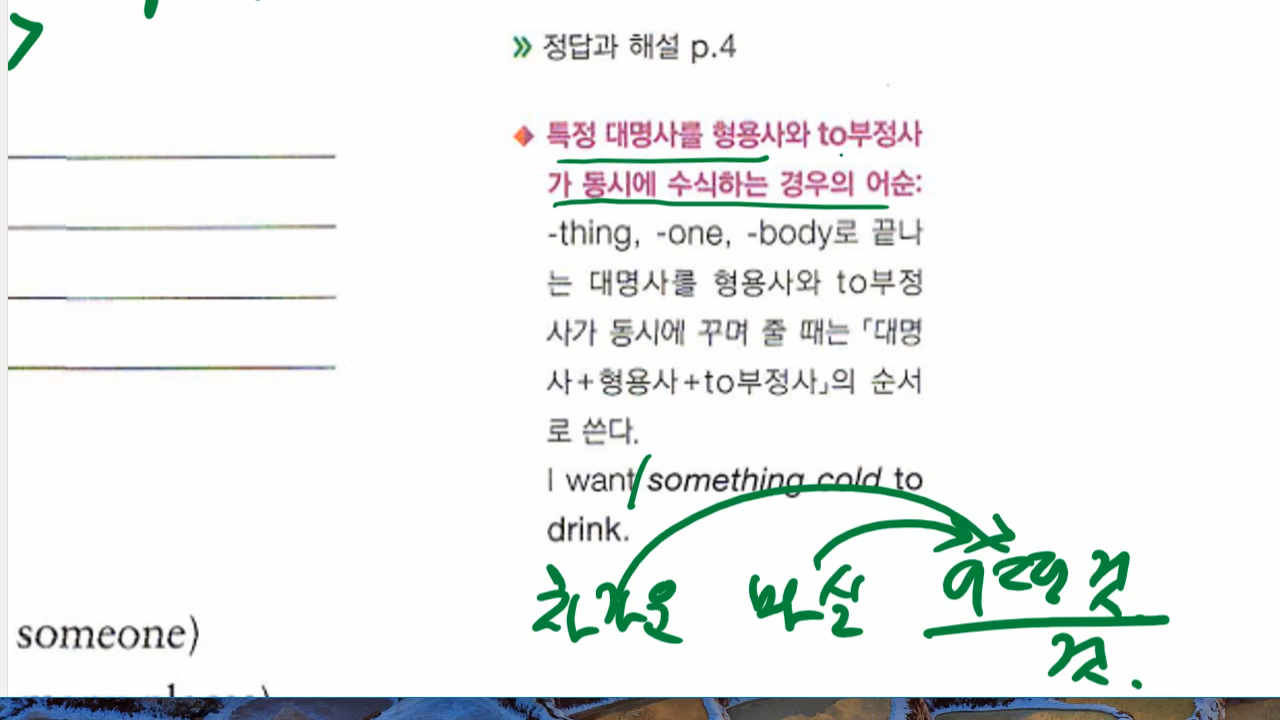 » 정답과 해설 p.4
◆ 특정 대명사를 형용사와 to부정사
가 동시에 수식하는 경우의 어순:
-thing, -one, -body로 끝나
는 대명사를 형용사와 to부정
사가 동시에 꾸며 줄 때는 「대명
사+형용사+to부정사」의 순서
로 쓴다.
I want something cold to
drink.
차가운 마실 어떤 것
것.
someone)